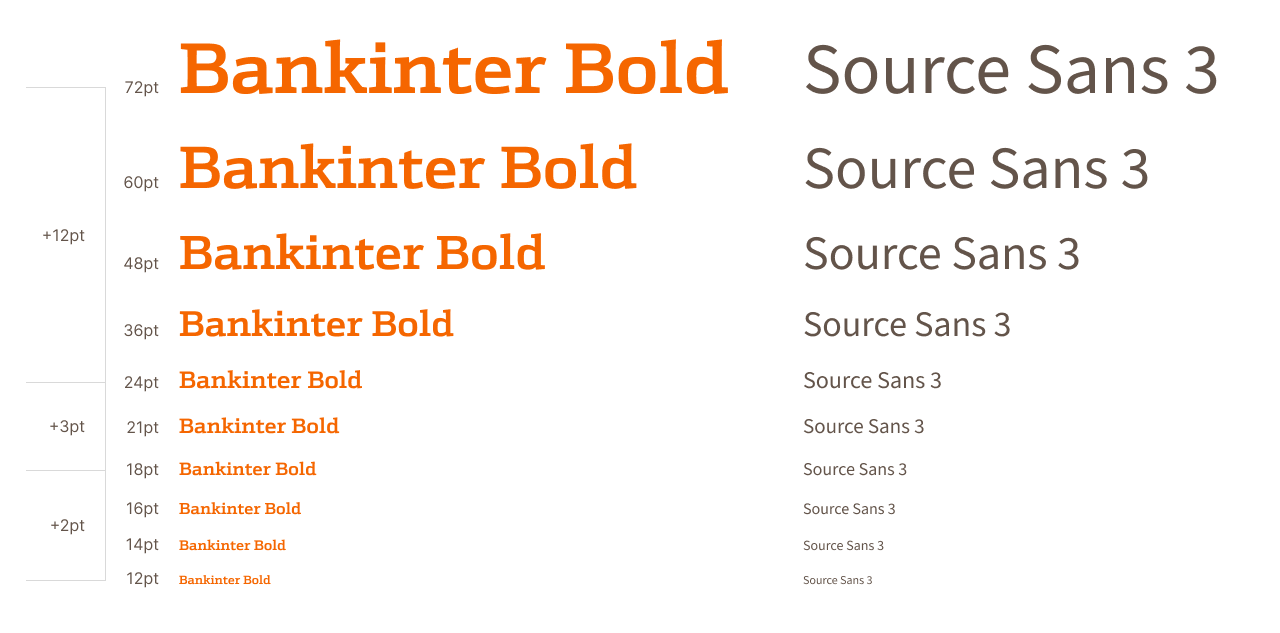 72pt Bankinter Bold Source Sans 3
60pt Bankinter Bold Source Sans 3
+12pt
48pt Bankinter Bold Source Sans 3
36pt Bankinter Bold Source Sans 3
24pt Bankinter Bold Source Sans 3
+3pt 21pt Bankinter Bold Source Sans 3
18pt Bankinter Bold Source Sans 3
16pt Bankinter Bold Source Sans 3
+2pt
14pt Bankinter Bold Source Sans 3
12pt Bankinter Bold Source Sans 3